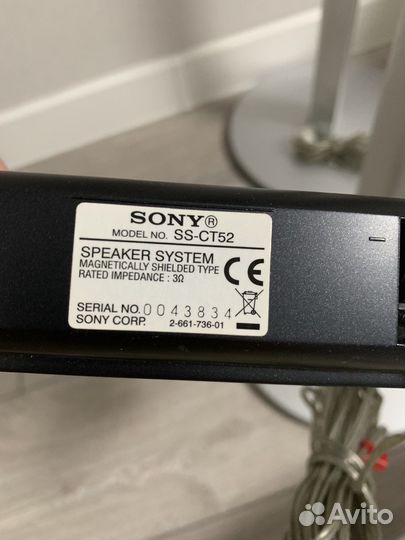 SONY®
MODEL NO. SS-CT52
SPEAKER SYSTEM
MAGNETICALLY SHIELDED TYPE
RATED IMPEDANCE : 3Ω
CE
SERIAL NO. 0043834
SONY CORP. 2-661-736-01
Avito